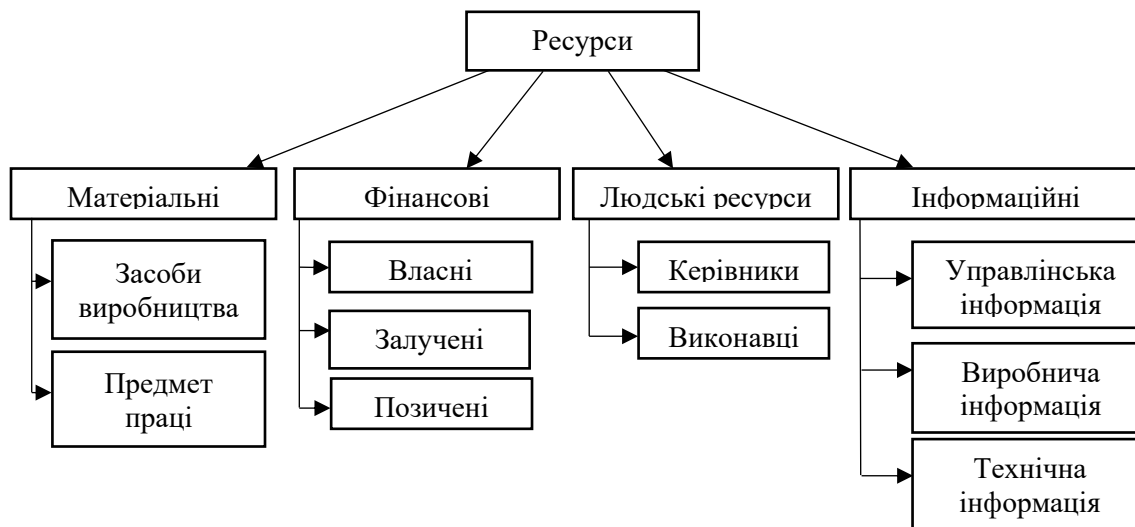 Ресурси
Матеріальні
Фінансові
Людські ресурси
Інформаційні
Засоби
виробництва
Предмет
праці
Власні
Залучені
Позичені
Керівники
Виконавці
Управлінська
інформація
Виробнича
інформація
Технічна
інформація